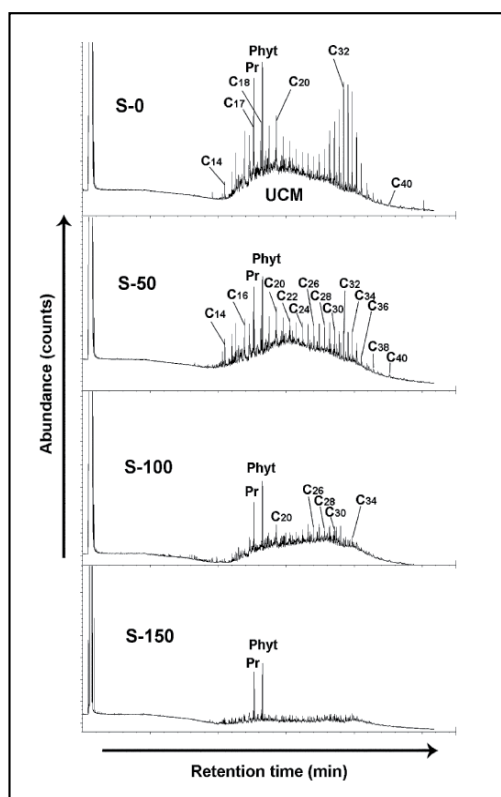 Phyt
Pr
C32
C18
C20
C17
S-0
C14
UCM
C40
Phyt
Pr
C26
C20
C28
C32
S-50
C16
C22
C30
C34
C24
C36
C14
C38
C40
Phyt
S-100
Pr
C26
C28
C34
C20
C30
Phyt
S-150
Pr
Abundance (counts)
Retention time (min)